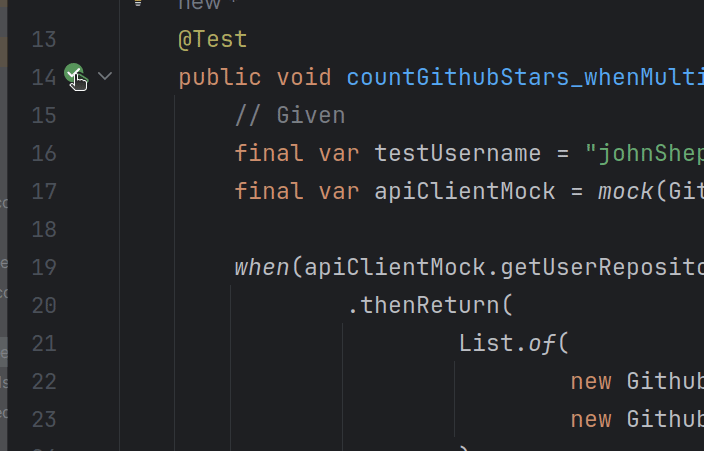 new
13 @Test
14 public void countGithubStars_whenMulti
15 // Given
16 final var testUsername = "johnShep
17 final var apiClientMock = mock(Git
18
19 when(apiClientMock.getUserReposito
20 .thenReturn(
21 List.of(
22 new Github
23 new Github